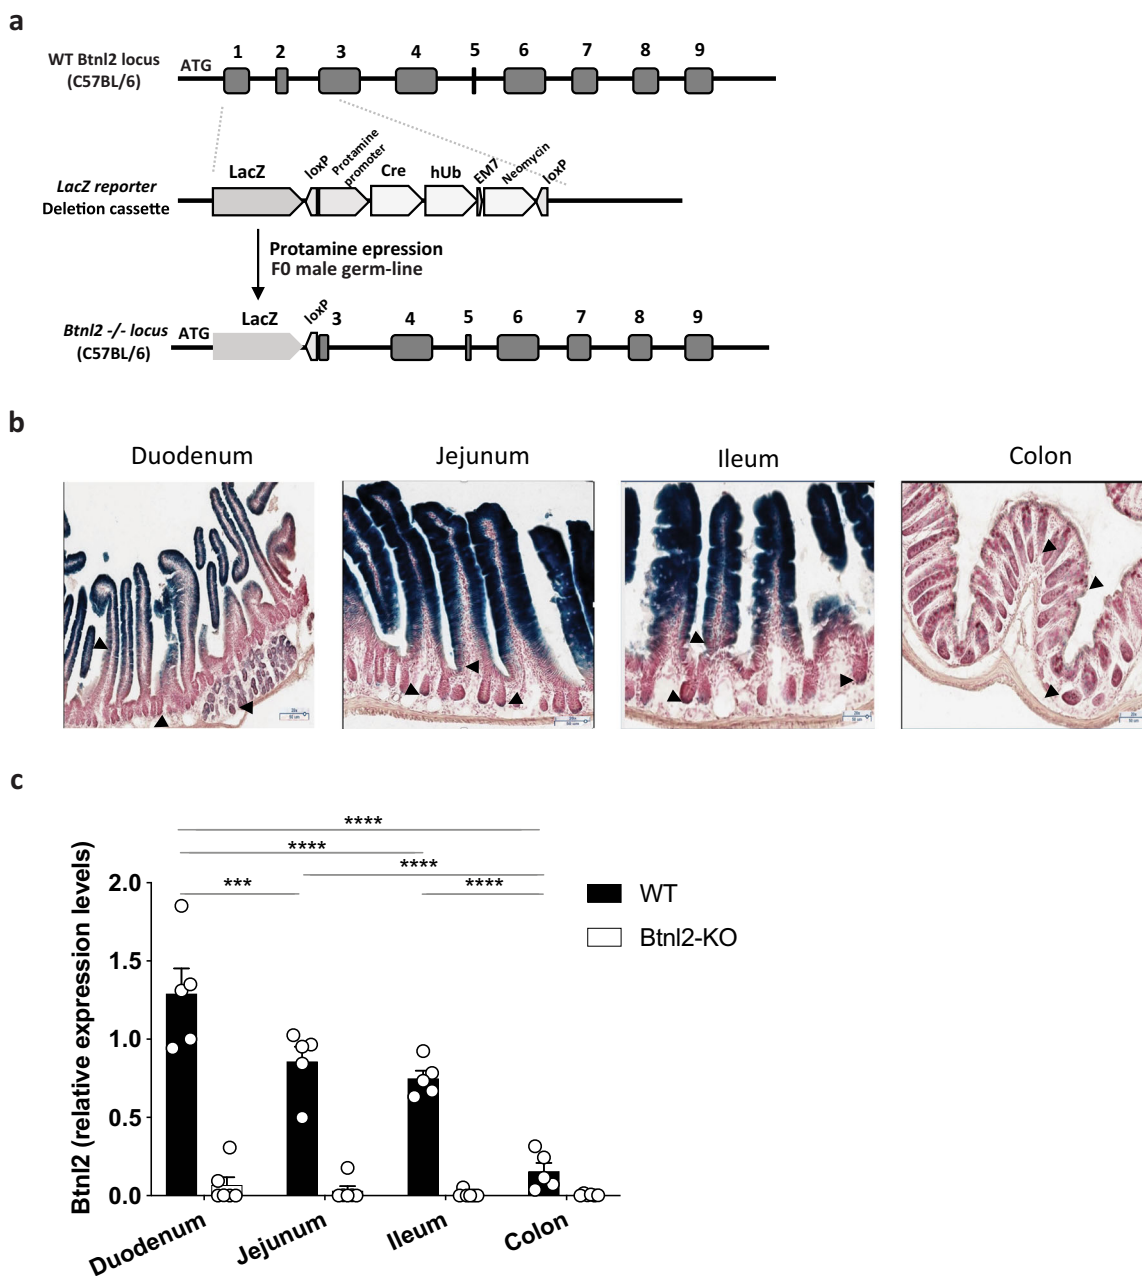 a
1 2 3 4 5 6 7 8 9
WT Btnl2 locus
(C57BL/6)
ATG
LacZ loxP Protamine promoter Cre hUb EM7 Neomycin loxP
LacZ reporter
Deletion cassette
Protamine epression
F0 male germ-line
LacZ loxP 3 4 5 6 7 8 9
Btnl2 -/- locus
(C57BL/6)
ATG
b
Duodenum Jejunum Ileum Colon
c
****
****
****
*** ****
Btnl2 (relative expression levels)
2.0
1.5
1.0
0.5
0.0
WT
Btnl2-KO
Duodenum Jejunum Ileum Colon